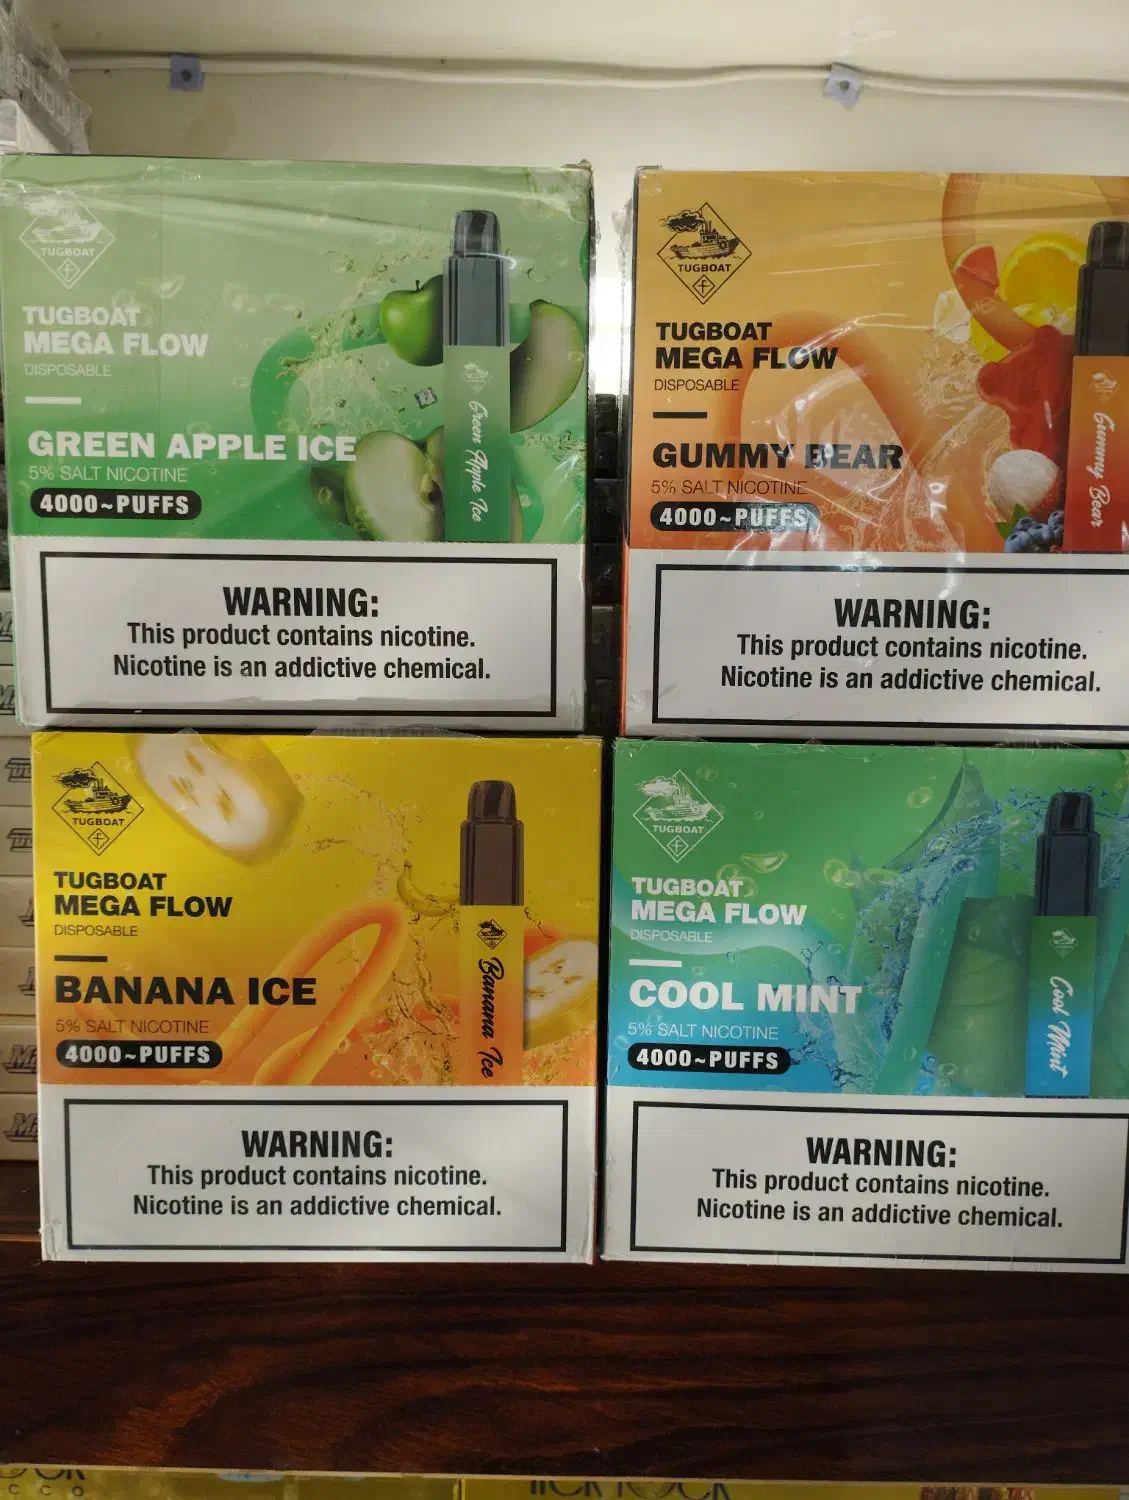 TUGBOAT
f
TUGBOAT
MEGA FLOW
DISPOSABLE
GREEN APPLE ICE
5% SALT NICOTINE
4000~PUFFS
Green Apple Ice
WARNING:
This product contains nicotine.
Nicotine is an addictive chemical.
TUGBOAT
f
TUGBOAT
MEGA FLOW
DISPOSABLE
GUMMY BEAR
5% SALT NICOTINE
4000~PUFFS
Gummy Bear
WARNING:
This product contains nicotine.
Nicotine is an addictive chemical.
TUGBOAT
f
TUGBOAT
MEGA FLOW
DISPOSABLE
BANANA ICE
5% SALT NICOTINE
4000~PUFFS
TUGBOAT
Banana Ice
WARNING:
This product contains nicotine.
Nicotine is an addictive chemical.
TUGBOAT
f
TUGBOAT
MEGA FLOW
DISPOSABLE
COOL MINT
5% SALT NICOTINE
4000~PUFFS
Cool Mint
WARNING:
This product contains nicotine.
Nicotine is an addictive chemical.